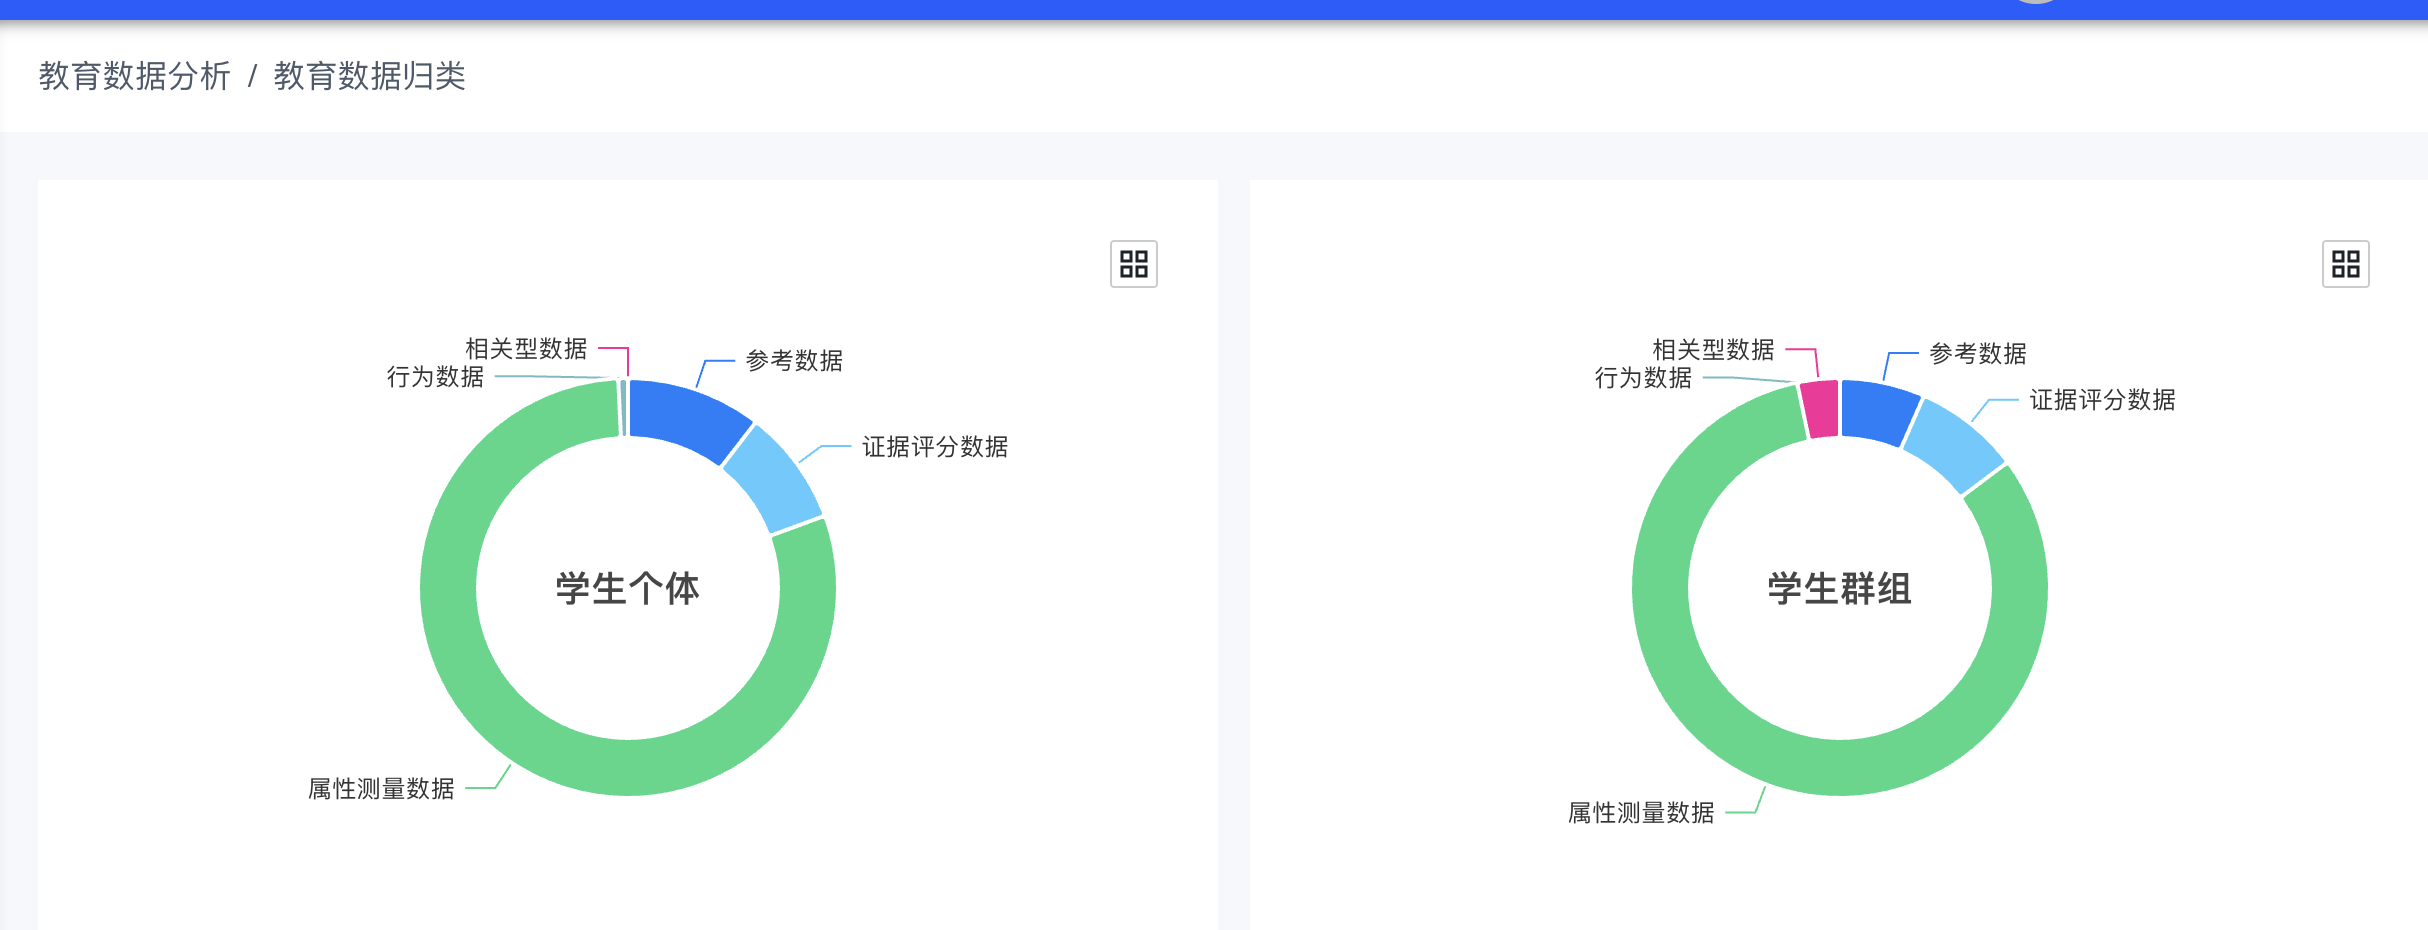 教育数据分析 / 教育数据归类
相关型数据
参考数据
行为数据
证据评分数据
学生个体
属性测量数据
相关型数据
参考数据
行为数据
证据评分数据
学生群组
属性测量数据